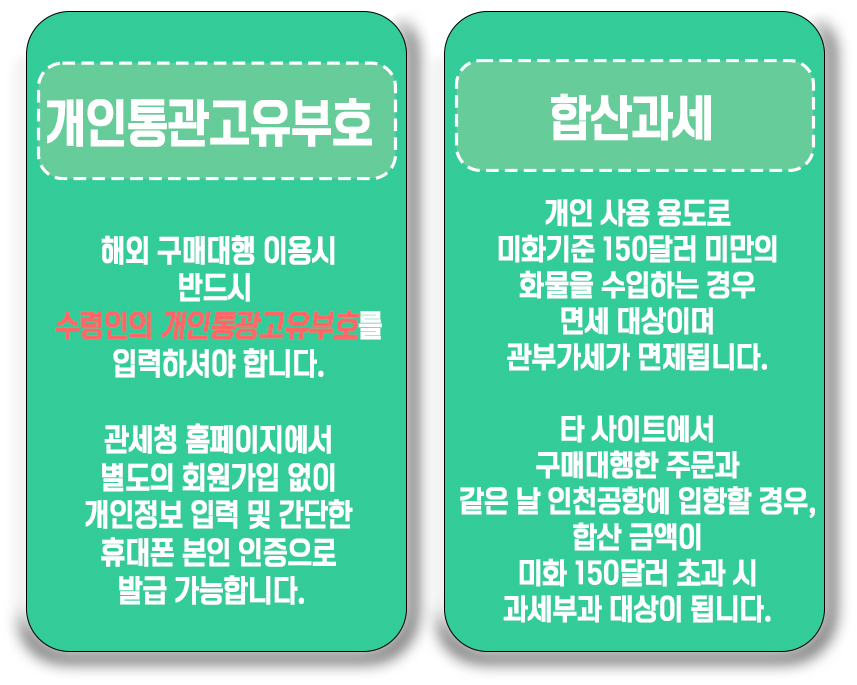 개인통관고유부호
해외 구매대행 이용시
반드시
수령인의 개인통광고유부호를
입력하셔야 합니다.
관세청 홈페이지에서
별도의 회원가입 없이
개인정보 입력 및 간단한
휴대폰 본인 인증으로
발급 가능합니다.
합산과세
개인 사용 용도로
미화기준 150달러 미만의
화물을 수입하는 경우
면세 대상이며
관부가세가 면제됩니다.
타 사이트에서
구매대행한 주문과
같은 날 인천공항에 입항할 경우,
합산 금액이
미화 150달러 초과 시
과세부과 대상이 됩니다.